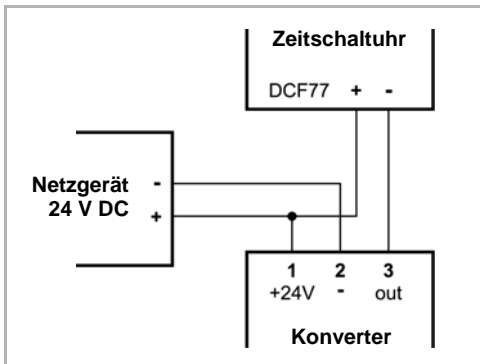 Zeitschaltuhr
DCF77 + -
Netzgerät -
24 V DC +
1 2 3
+24V - out
Konverter